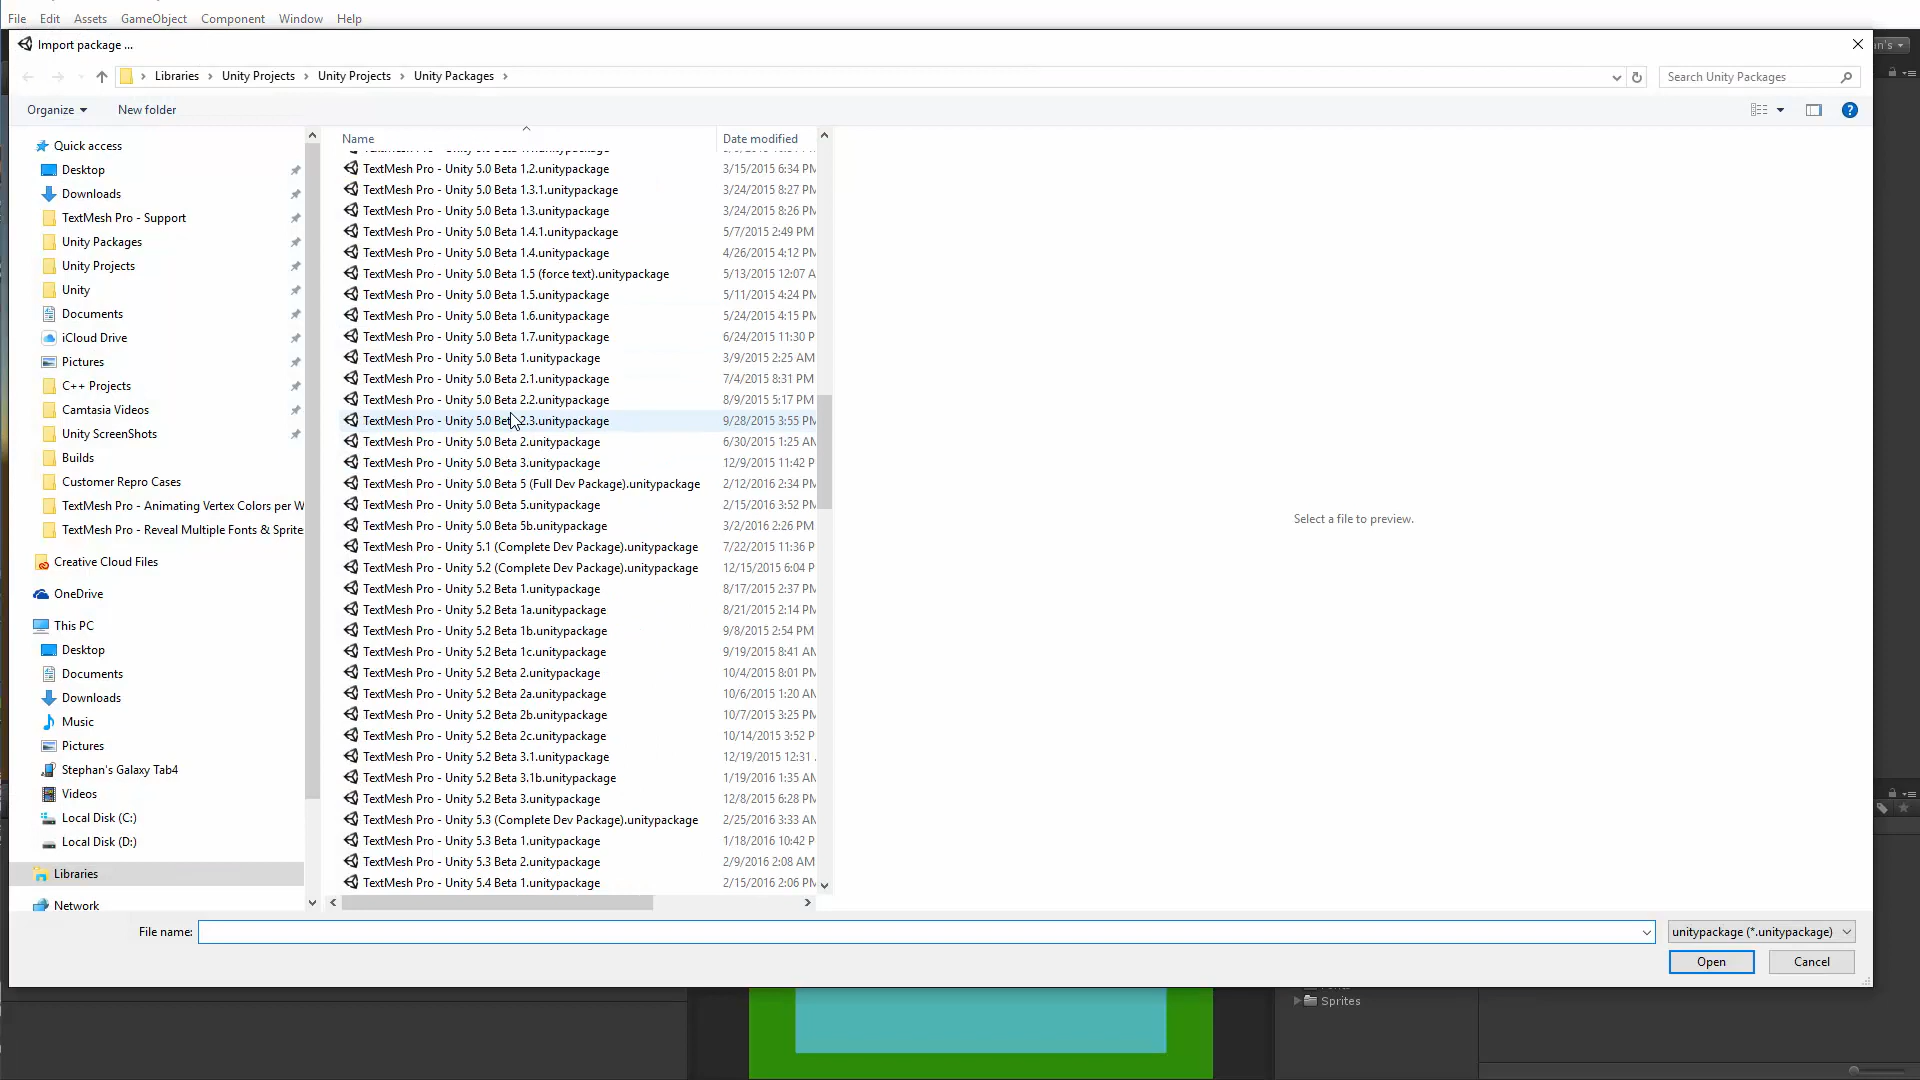 File Edit Assets GameObject Component Window Help
Import package ...
Libraries Unity Projects Unity Projects Unity Packages
Search Unity Packages
Organize New folder
Quick access
Desktop
Downloads
TextMesh Pro - Support
Unity Packages
Unity Projects
Unity
Documents
iCloud Drive
Pictures
C++ Projects
Camtasia Videos
Unity ScreenShots
Builds
Customer Repro Cases
TextMesh Pro - Animating Vertex Colors per W
TextMesh Pro - Reveal Multiple Fonts & Sprite
Creative Cloud Files
OneDrive
This PC
Desktop
Documents
Downloads
Music
Pictures
Stephan's Galaxy Tab4
Videos
Local Disk (C:)
Local Disk (D:)
Libraries
Network
Name Date modified
TextMesh Pro - Unity 5.0 Beta 1.2.unitypackage 3/15/2015 6:34 PM
TextMesh Pro - Unity 5.0 Beta 1.3.1.unitypackage 3/24/2015 8:27 PM
TextMesh Pro - Unity 5.0 Beta 1.3.unitypackage 3/24/2015 8:26 PM
TextMesh Pro - Unity 5.0 Beta 1.4.1.unitypackage 5/7/2015 2:49 PM
TextMesh Pro - Unity 5.0 Beta 1.4.unitypackage 4/26/2015 4:12 PM
TextMesh Pro - Unity 5.0 Beta 1.5 (force text).unitypackage 5/13/2015 12:07 A
TextMesh Pro - Unity 5.0 Beta 1.5.unitypackage 5/11/2015 4:24 PM
TextMesh Pro - Unity 5.0 Beta 1.6.unitypackage 5/24/2015 4:15 PM
TextMesh Pro - Unity 5.0 Beta 1.7.unitypackage 6/24/2015 11:30 P
TextMesh Pro - Unity 5.0 Beta 1.unitypackage 3/9/2015 2:25 AM
TextMesh Pro - Unity 5.0 Beta 2.1.unitypackage 7/4/2015 8:31 PM
TextMesh Pro - Unity 5.0 Beta 2.2.unitypackage 8/9/2015 5:17 PM
TextMesh Pro - Unity 5.0 Beta 2.3.unitypackage 9/28/2015 3:55 PM
TextMesh Pro - Unity 5.0 Beta 2.unitypackage 6/30/2015 1:25 AM
TextMesh Pro - Unity 5.0 Beta 3.unitypackage 12/9/2015 11:42 P
TextMesh Pro - Unity 5.0 Beta 5 (Full Dev Package).unitypackage 2/12/2016 2:34 PM
TextMesh Pro - Unity 5.0 Beta 5.unitypackage 2/15/2016 3:52 PM
TextMesh Pro - Unity 5.0 Beta 5b.unitypackage 3/2/2016 2:26 PM
TextMesh Pro - Unity 5.1 (Complete Dev Package).unitypackage 7/22/2015 11:36 P
TextMesh Pro - Unity 5.2 (Complete Dev Package).unitypackage 12/15/2015 6:04 P
TextMesh Pro - Unity 5.2 Beta 1.unitypackage 8/17/2015 2:37 PM
TextMesh Pro - Unity 5.2 Beta 1a.unitypackage 8/21/2015 2:14 PM
TextMesh Pro - Unity 5.2 Beta 1b.unitypackage 9/8/2015 2:54 PM
TextMesh Pro - Unity 5.2 Beta 1c.unitypackage 9/19/2015 8:41 AM
TextMesh Pro - Unity 5.2 Beta 2.unitypackage 10/4/2015 8:01 PM
TextMesh Pro - Unity 5.2 Beta 2a.unitypackage 10/6/2015 1:20 AM
TextMesh Pro - Unity 5.2 Beta 2b.unitypackage 10/7/2015 3:25 PM
TextMesh Pro - Unity 5.2 Beta 2c.unitypackage 10/14/2015 3:52 P
TextMesh Pro - Unity 5.2 Beta 3.1.unitypackage 12/19/2015 12:31
TextMesh Pro - Unity 5.2 Beta 3.1b.unitypackage 1/19/2016 1:35 AM
TextMesh Pro - Unity 5.2 Beta 3.unitypackage 12/8/2015 6:28 PM
TextMesh Pro - Unity 5.3 (Complete Dev Package).unitypackage 2/25/2016 3:33 AM
TextMesh Pro - Unity 5.3 Beta 1.unitypackage 1/18/2016 10:42 P
TextMesh Pro - Unity 5.3 Beta 2.unitypackage 2/9/2016 2:08 AM
TextMesh Pro - Unity 5.4 Beta 1.unitypackage 2/15/2016 2:06 PM
Select a file to preview.
File name: unitypackage (*.unitypackage)
Open Cancel
Sprites